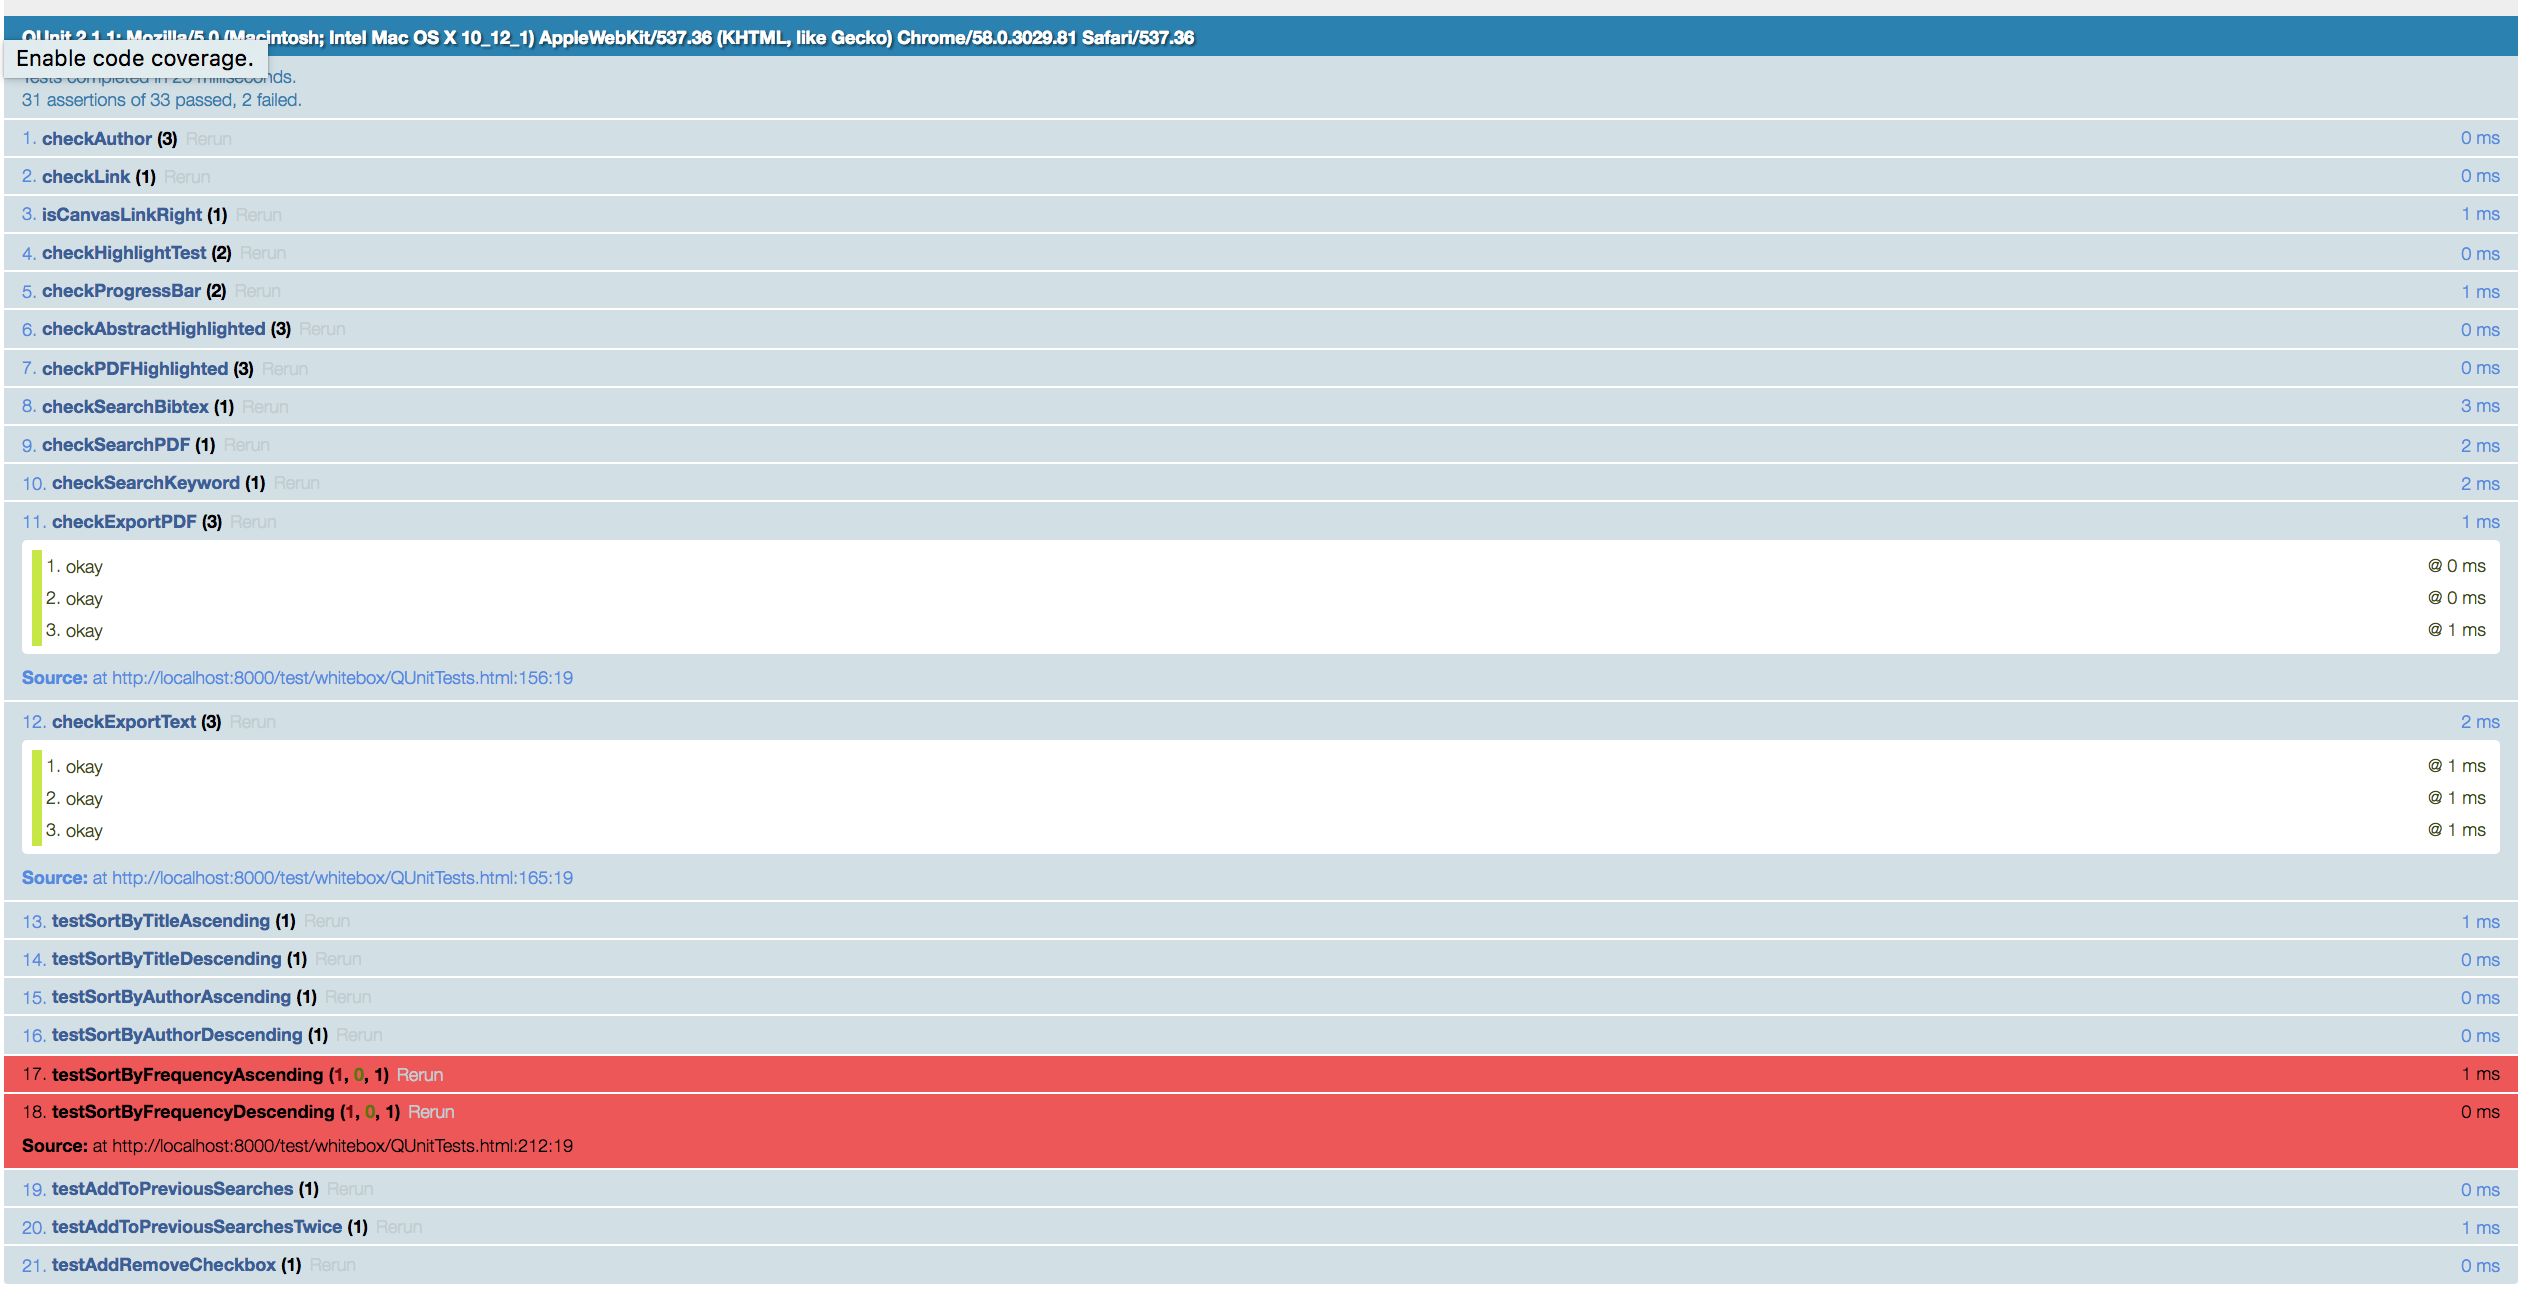 QUnit 2.1.1; Mozilla/5.0 (Macintosh; Intel Mac OS X 10_12_1) AppleWebKit/537.36 (KHTML, like Gecko) Chrome/58.0.3029.81 Safari/537.36
Enable code coverage.
Tests completed in milliseconds.
31 assertions of 33 passed, 2 failed.
1. checkAuthor (3) Rerun 0 ms
2. checkLink (1) Rerun 0 ms
3. isCanvasLinkRight (1) Rerun 1 ms
4. checkHighlightTest (2) Rerun 0 ms
5. checkProgressBar (2) Rerun 1 ms
6. checkAbstractHighlighted (3) Rerun 0 ms
7. checkPDFHighlighted (3) Rerun 0 ms
8. checkSearchBibtex (1) Rerun 3 ms
9. checkSearchPDF (1) Rerun 2 ms
10. checkSearchKeyword (1) Rerun 2 ms
11. checkExportPDF (3) Rerun 1 ms
1. okay @ 0 ms
2. okay @ 0 ms
3. okay @ 1 ms
Source: at http://localhost:8000/test/whitebox/QUnitTests.html:156:19
12. checkExportText (3) Rerun 2 ms
1. okay @ 1 ms
2. okay @ 1 ms
3. okay @ 1 ms
Source: at http://localhost:8000/test/whitebox/QUnitTests.html:165:19
13. testSortByTitleAscending (1) Rerun 1 ms
14. testSortByTitleDescending (1) Rerun 0 ms
15. testSortByAuthorAscending (1) Rerun 0 ms
16. testSortByAuthorDescending (1) Rerun 0 ms
17. testSortByFrequencyAscending (1, 0, 1) Rerun 1 ms
18. testSortByFrequencyDescending (1, 0, 1) Rerun 0 ms
Source: at http://localhost:8000/test/whitebox/QUnitTests.html:212:19
19. testAddToPreviousSearches (1) Rerun 0 ms
20. testAddToPreviousSearchesTwice (1) Rerun 1 ms
21. testAddRemoveCheckbox (1) Rerun 0 ms